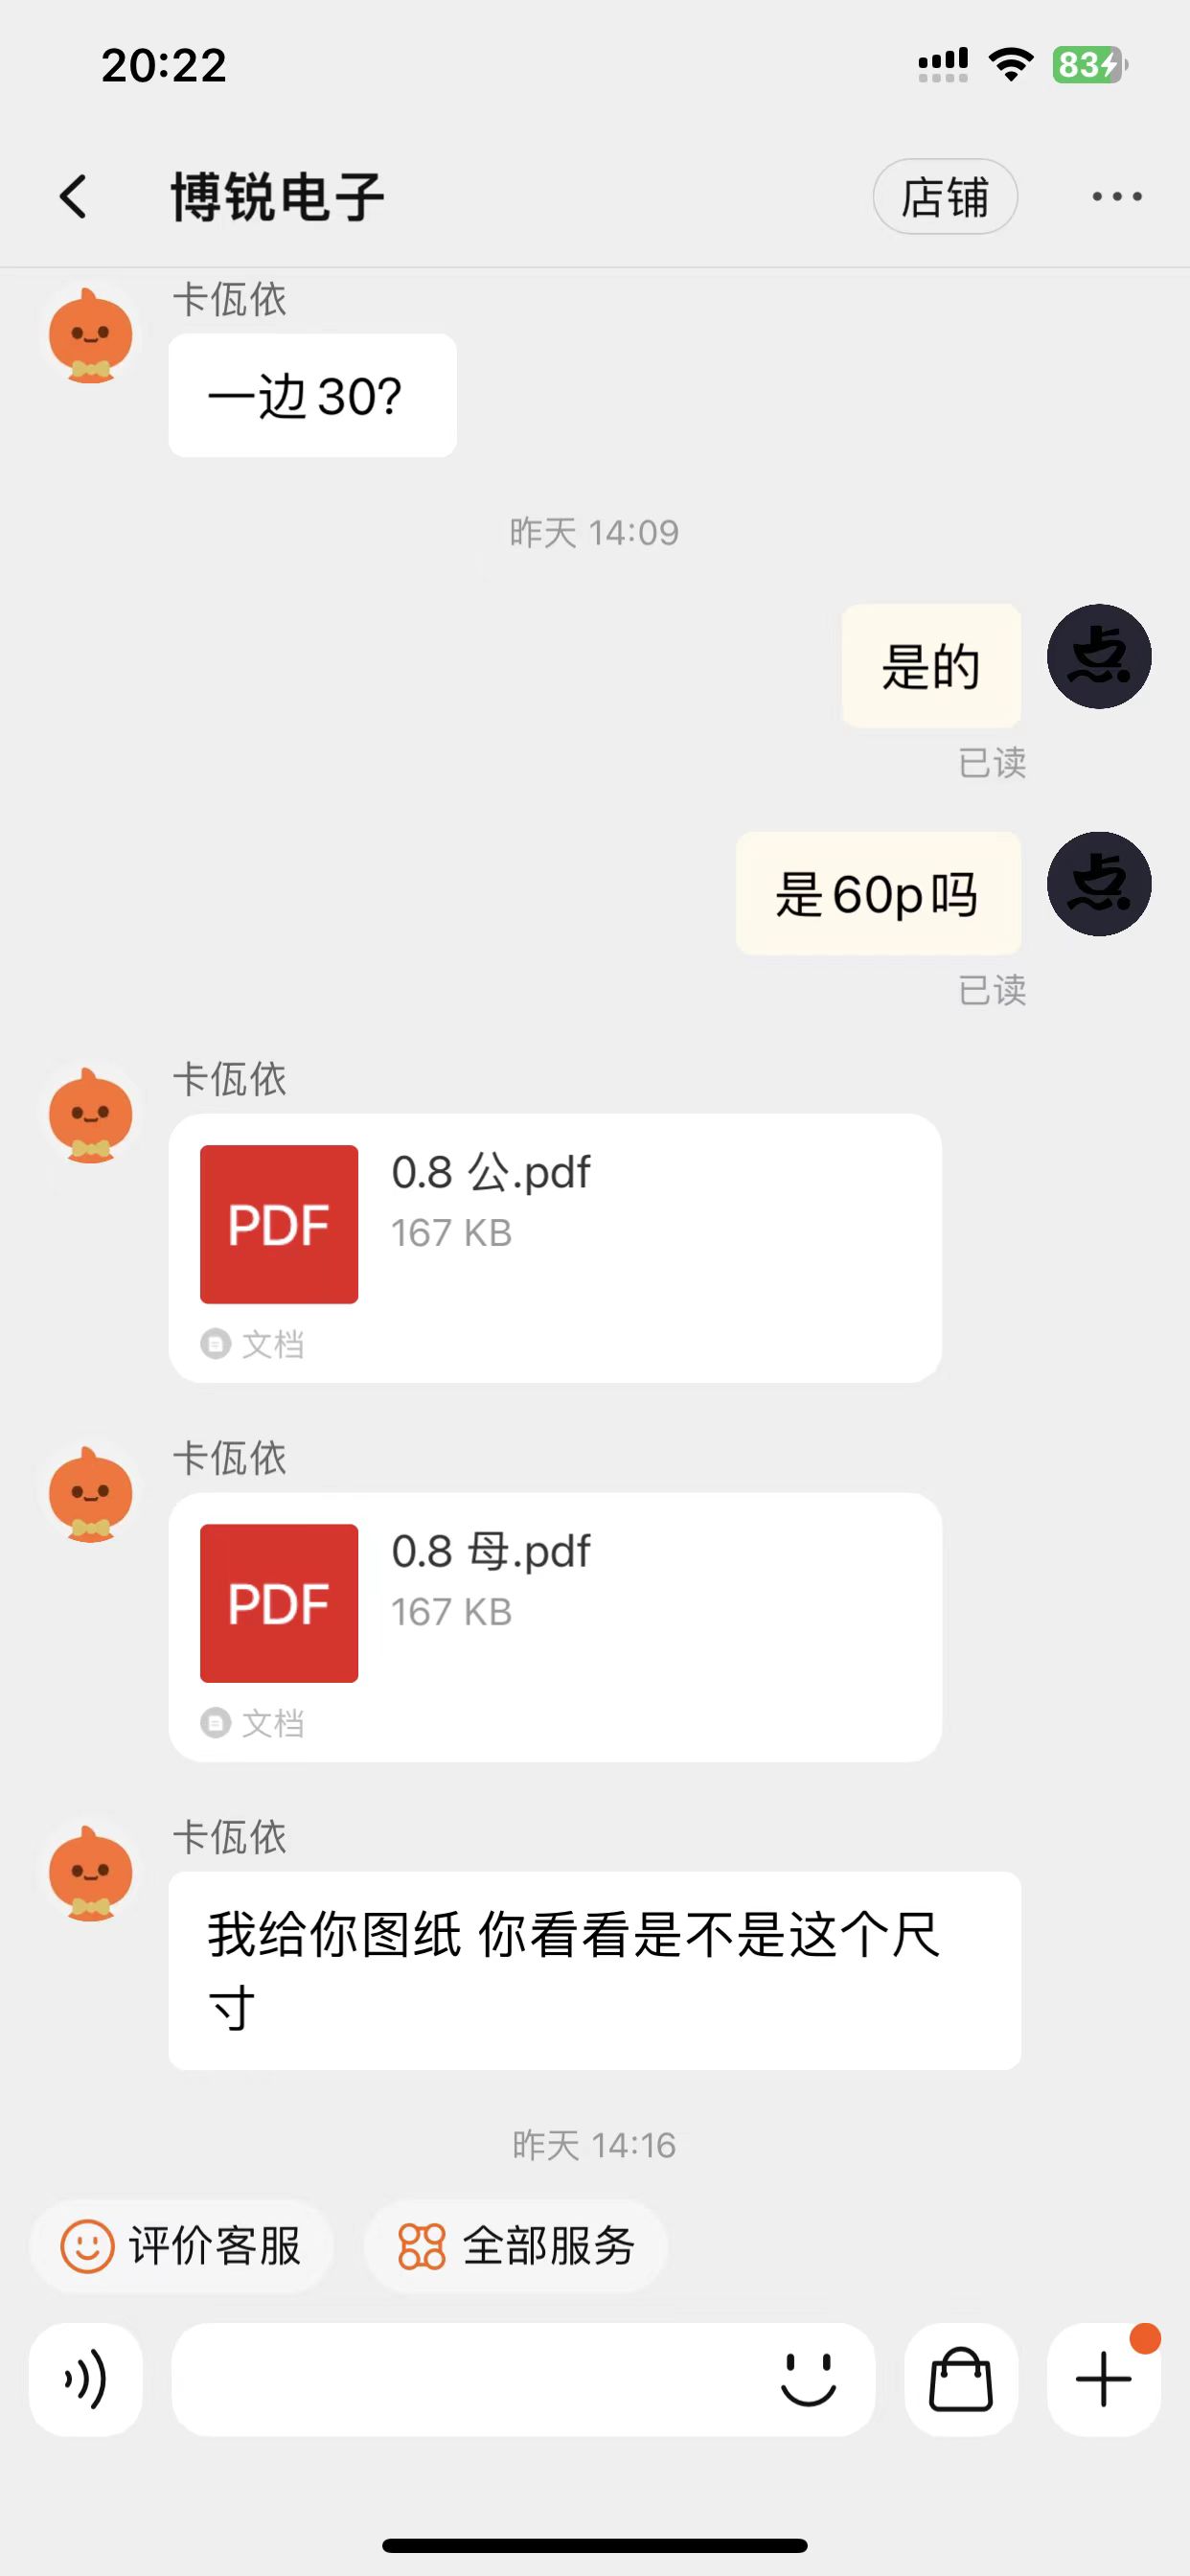 20:22
83
博锐电子
店铺
卡佤依
一边30?
昨天 14:09
是的
已读
是60p吗
已读
卡佤依
0.8 公.pdf
167 KB
PDF
文档
卡佤依
0.8 母.pdf
167 KB
PDF
文档
卡佤依
我给你图纸 你看看是不是这个尺
寸
昨天 14:16
评价客服
全部服务